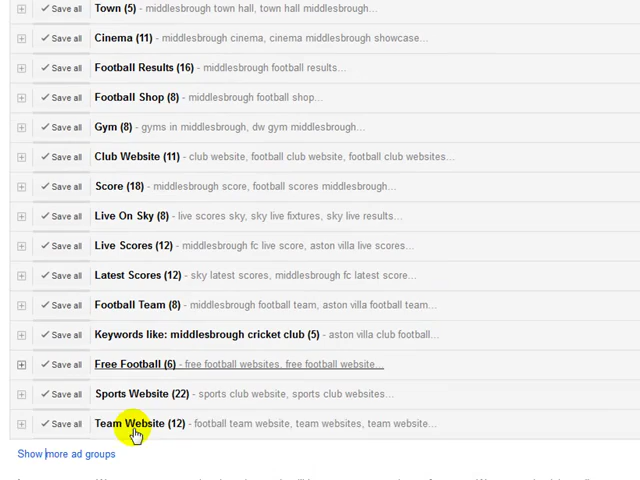 Save all Town (5) - middlesbrough town hall, town hall middlesbrough...
Save all Cinema (11) - middlesbrough cinema, cinema middlesbrough showcase...
Save all Football Results (16) - middlesbrough football results...
Save all Football Shop (8) - middlesbrough football shop...
Save all Gym (8) - gyms in middlesbrough, dw gym middlesbrough...
Save all Club Website (11) - club website, football club website, football club websites...
Save all Score (18) - middlesbrough score, football scores middlesbrough...
Save all Live On Sky (8) - live scores sky, sky live fixtures, sky live results...
Save all Live Scores (12) - middlesbrough fc live score, aston villa live scores...
Save all Latest Scores (12) - sky latest scores, middlesbrough fc latest score...
Save all Football Team (8) - middlesbrough football team, aston villa football team...
Save all Keywords like: middlesbrough cricket club (5) - aston villa club football...
Save all Free Football (6) - free football websites, free football website...
Save all Sports Website (22) - sports club website, sports club websites...
Save all Team Website (12) - football team website, team websites, team website...
Show more ad groups